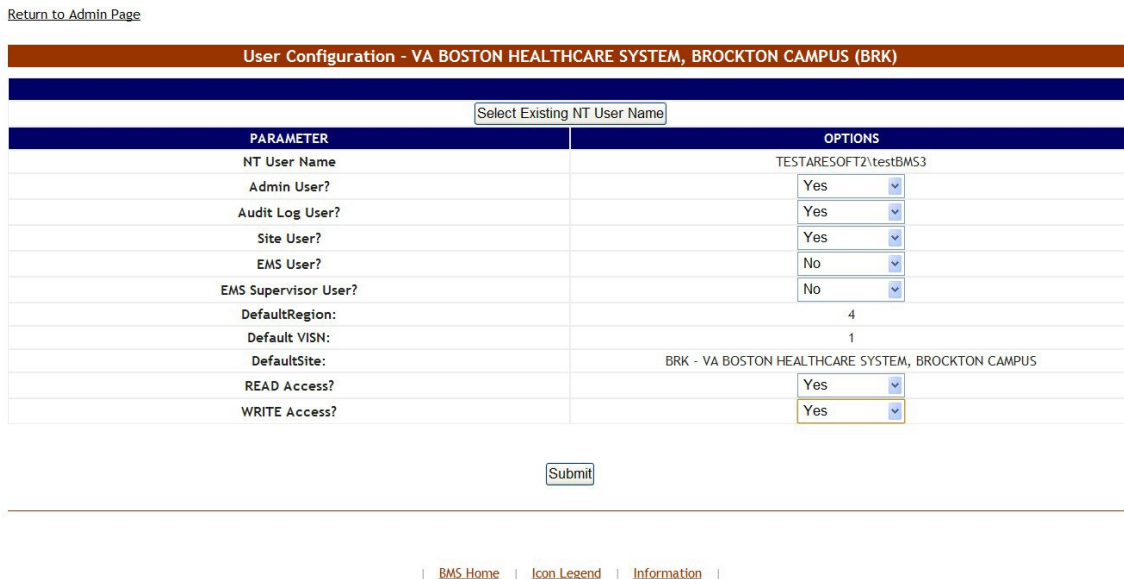 Return to Admin Page
User Configuration - VA BOSTON HEALTHCARE SYSTEM, BROCKTON CAMPUS (BRK)
Select Existing NT User Name
PARAMETER OPTIONS
NT User Name TESTARESOFT2\testBMS3
Admin User? Yes
Audit Log User? Yes
Site User? Yes
EMS User? No
EMS Supervisor User? No
DefaultRegion: 4
Default VISN: 1
DefaultSite: BRK - VA BOSTON HEALTHCARE SYSTEM, BROCKTON CAMPUS
READ Access? Yes
WRITE Access? Yes
Submit
| BMS Home | Icon Legend | Information |